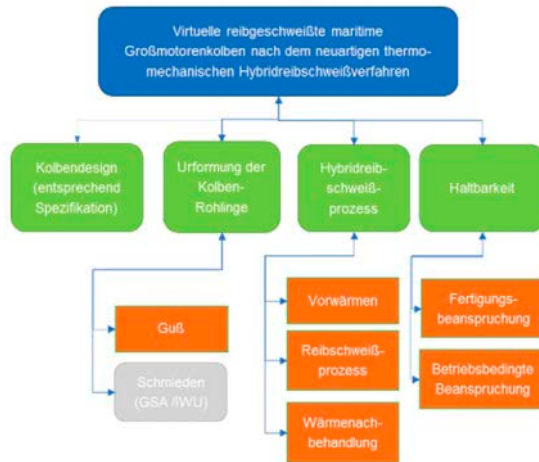 Virtuelle reibgeschweißte maritime
Großmotorenkolben nach dem neuartigen thermo-
mechanischen Hybridreibschweißverfahren
Kolbendesign
(entsprechend
Spezifikation)
Urformung der
Kolben-
Rohlinge
Hybridreib-
schweiß-
prozess
Haltbarkeit
Guß
Schmieden
(GSA /IWU)
Vorwärmen
Reibschweiß-
prozess
Wärmenach-
behandlung
Fertigungs-
beanspruchung
Betriebsbedingte
Beanspruchung